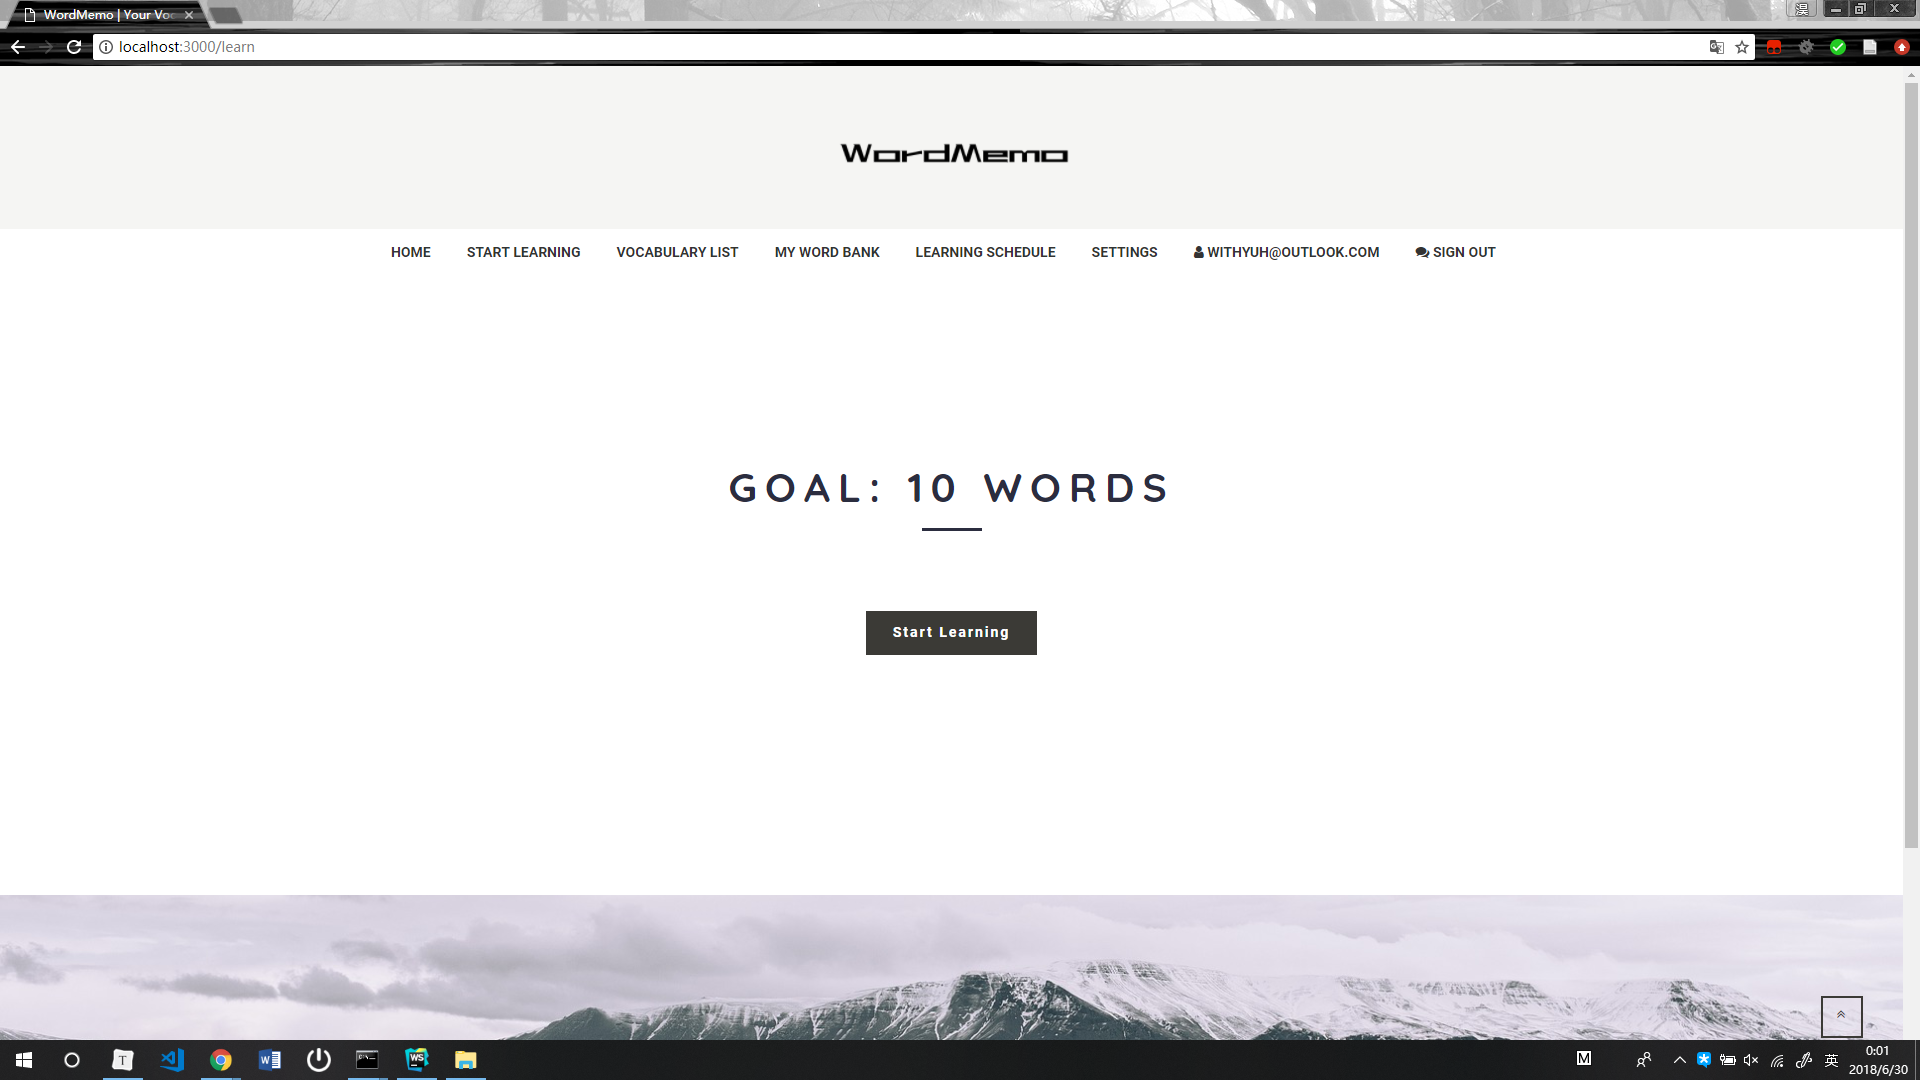 WordMemo | Your Voc
localhost:3000/learn
WordMemo
HOME START LEARNING VOCABULARY LIST MY WORD BANK LEARNING SCHEDULE SETTINGS WITHYUH@OUTLOOK.COM SIGN OUT
GOAL: 10 WORDS
Start Learning
英
0:01
2018/6/30